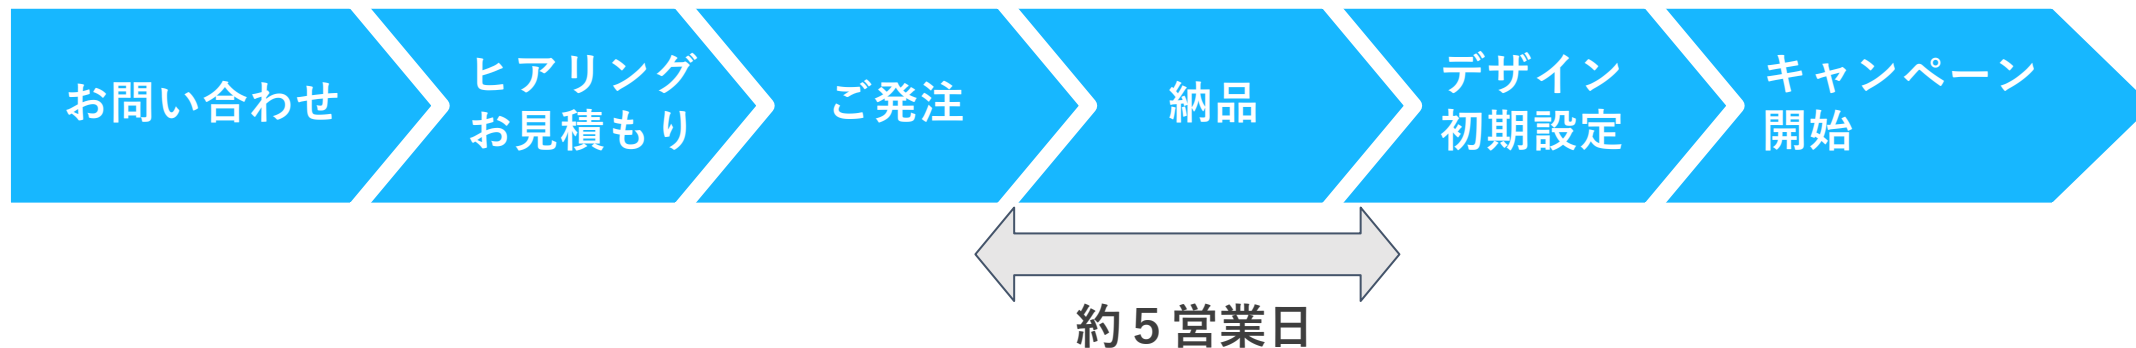 お問い合わせ
ヒアリング
お見積もり
ご発注
納品
デザイン
初期設定
キャンペーン
開始
約５営業日